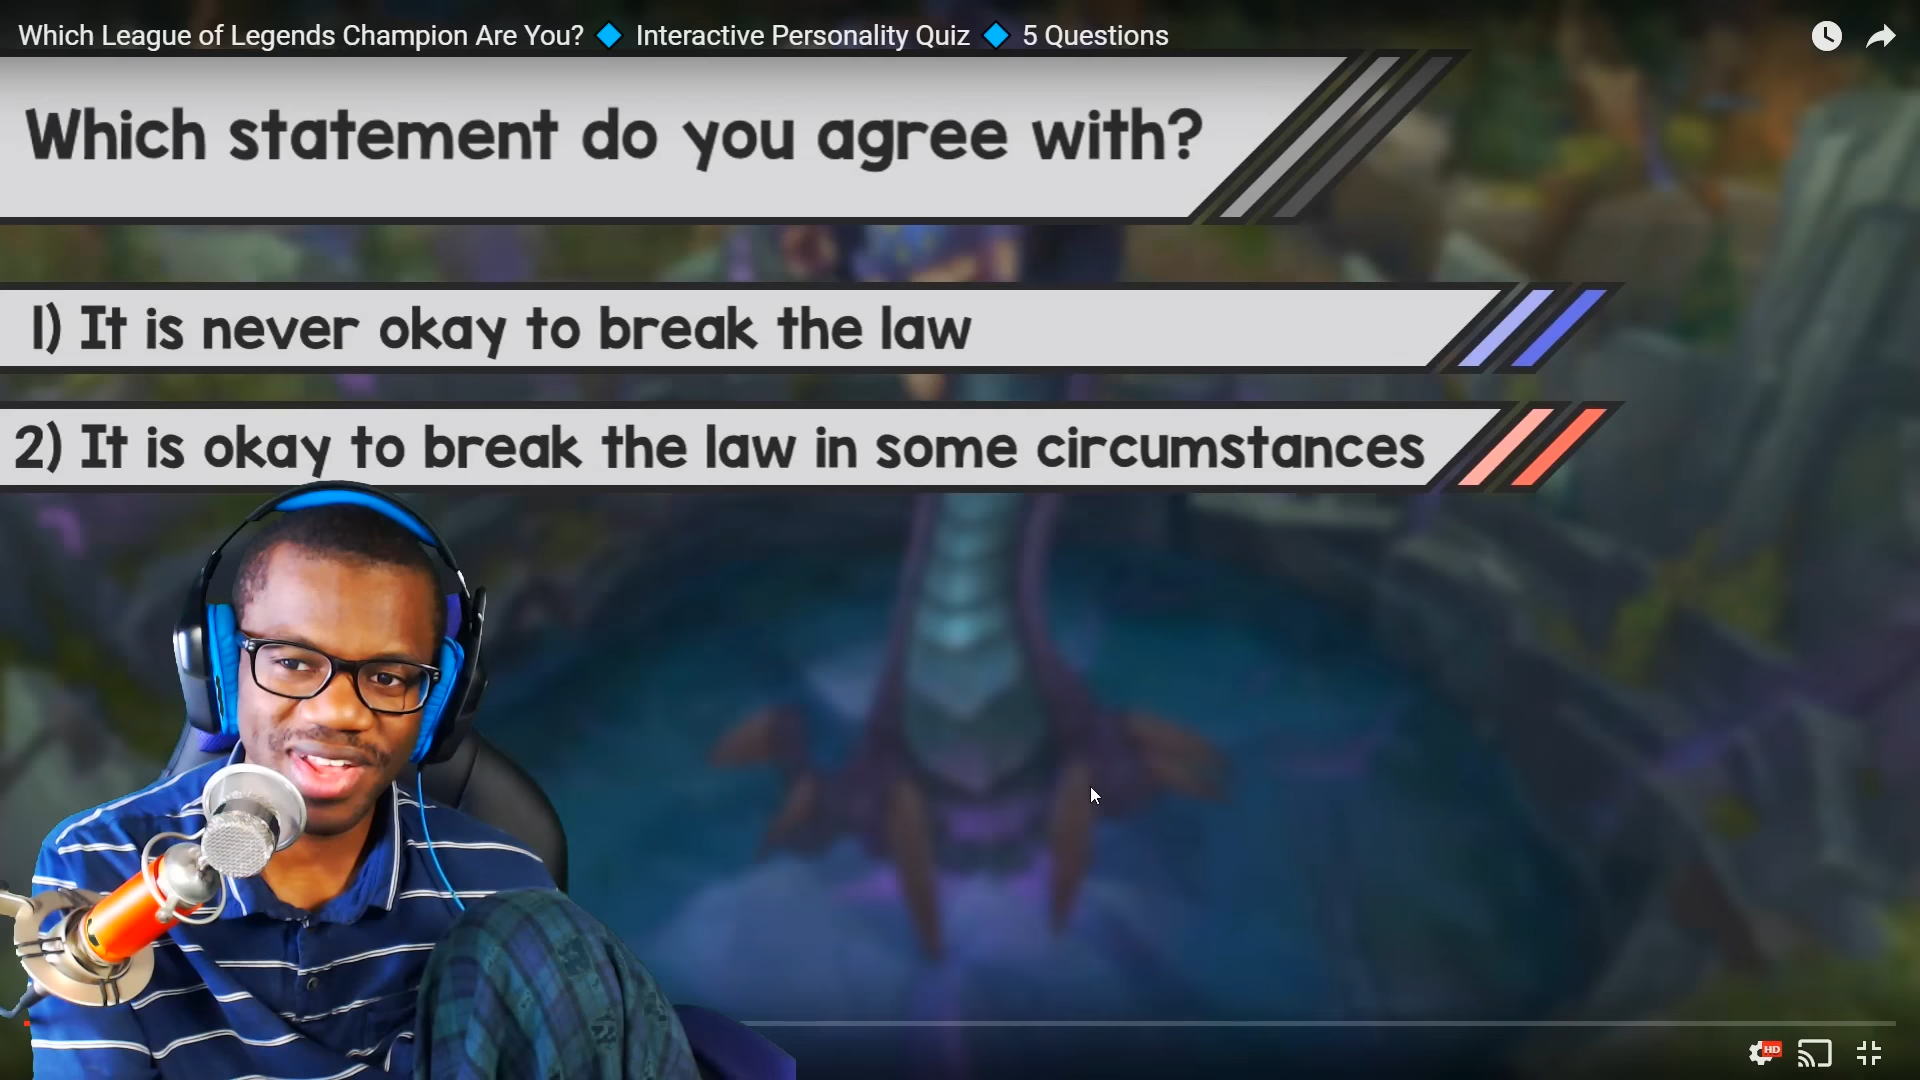 Which League of Legends Champion Are You? 🔷 Interactive Personality Quiz 🔷 5 Questions
Which statement do you agree with?
1) It is never okay to break the law
2) It is okay to break the law in some circumstances
HD